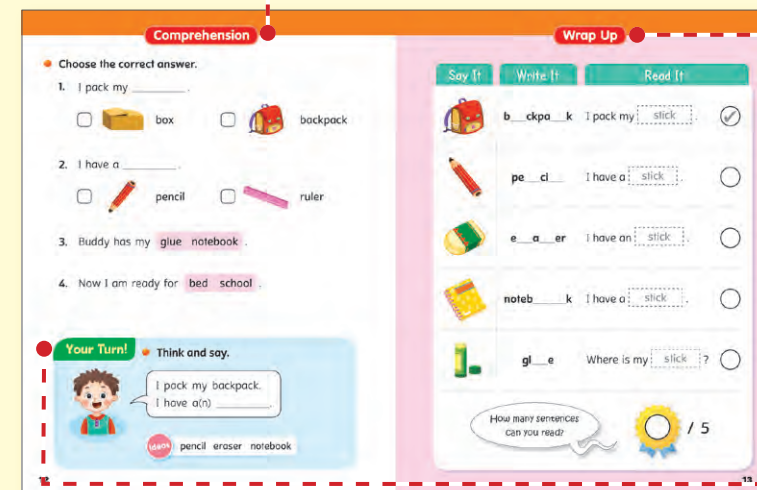 Comprehension
Choose the correct answer.
1. I pack my ________ .
box
backpack
2. I have a ________ .
pencil
ruler
3. Buddy has my glue notebook .
4. Now I am ready for bed school .
Your Turn!
Think and say.
I pack my backpack.
I have a(n) ________.
Ideas
pencil eraser notebook
12
Wrap Up
Say It Write It Read It
b__ckpa__k I pack my stick .
pe__ci__ I have a stick .
e__a__er I have an stick .
noteb____k I have a stick .
gl__e Where is my stick ?
How many sentences
can you read?
/ 5
13